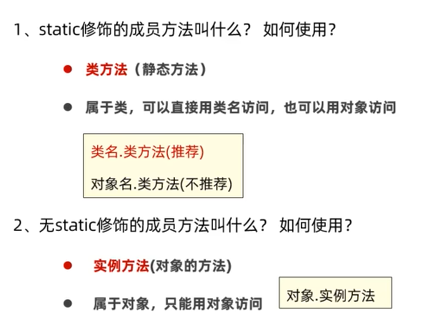 1、static修饰的成员方法叫什么？ 如何使用？
● 类方法（静态方法）
● 属于类，可以直接用类名访问，也可以用对象访问
类名.类方法(推荐)
对象名.类方法(不推荐)
2、无static修饰的成员方法叫什么？ 如何使用？
● 实例方法(对象的方法)
● 属于对象，只能用对象访问
对象.实例方法